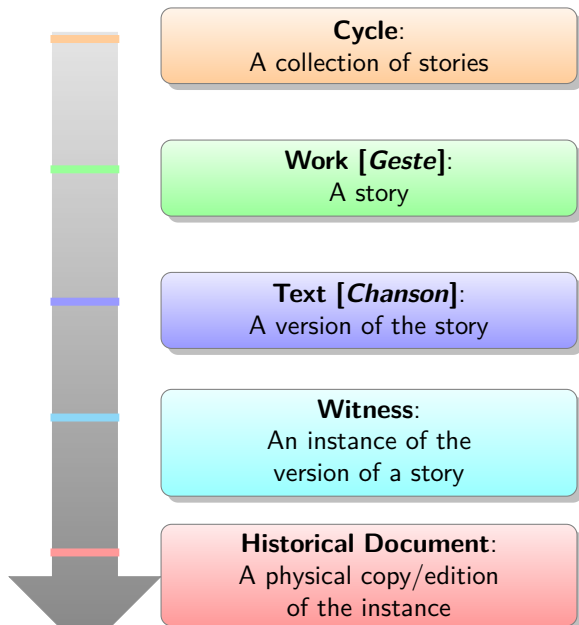 Cycle:
A collection of stories
Work [Geste]:
A story
Text [Chanson]:
A version of the story
Witness:
An instance of the
version of a story
Historical Document:
A physical copy/edition
of the instance